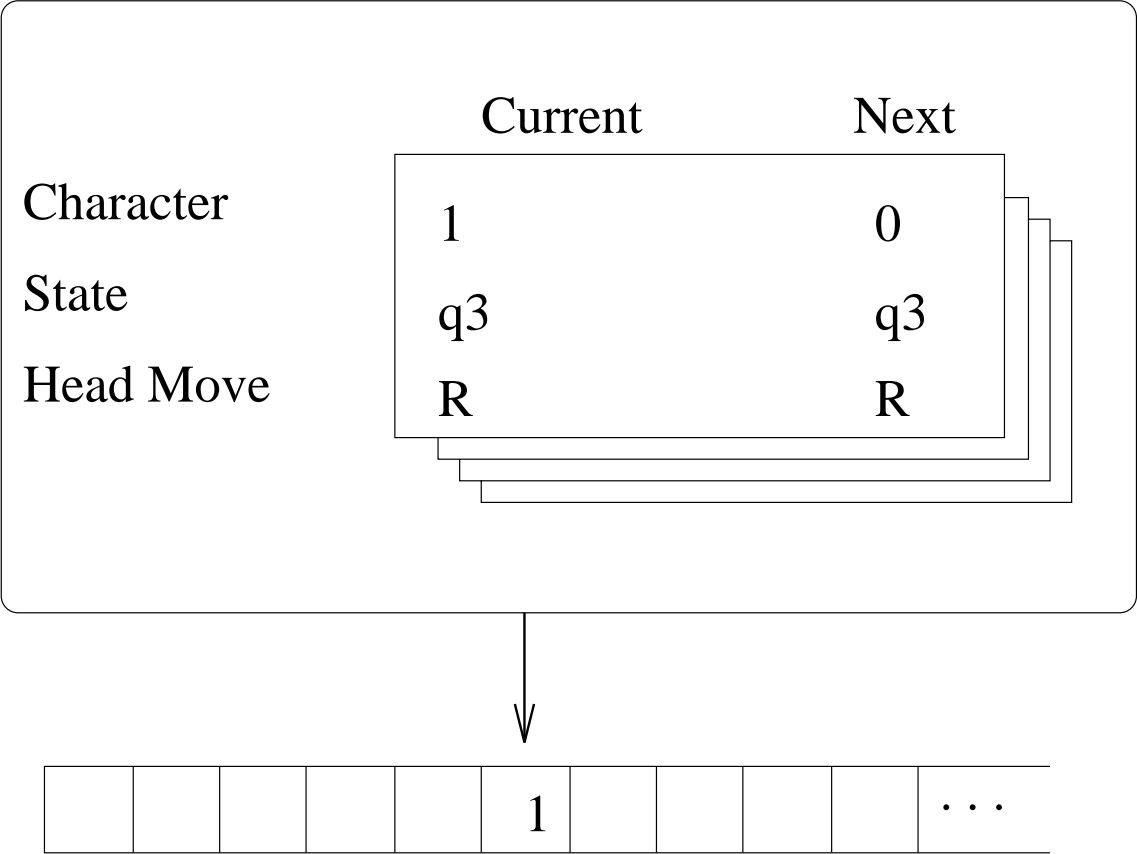 Current Next
Character 1 0
State q3 q3
Head Move R R
1 . . .